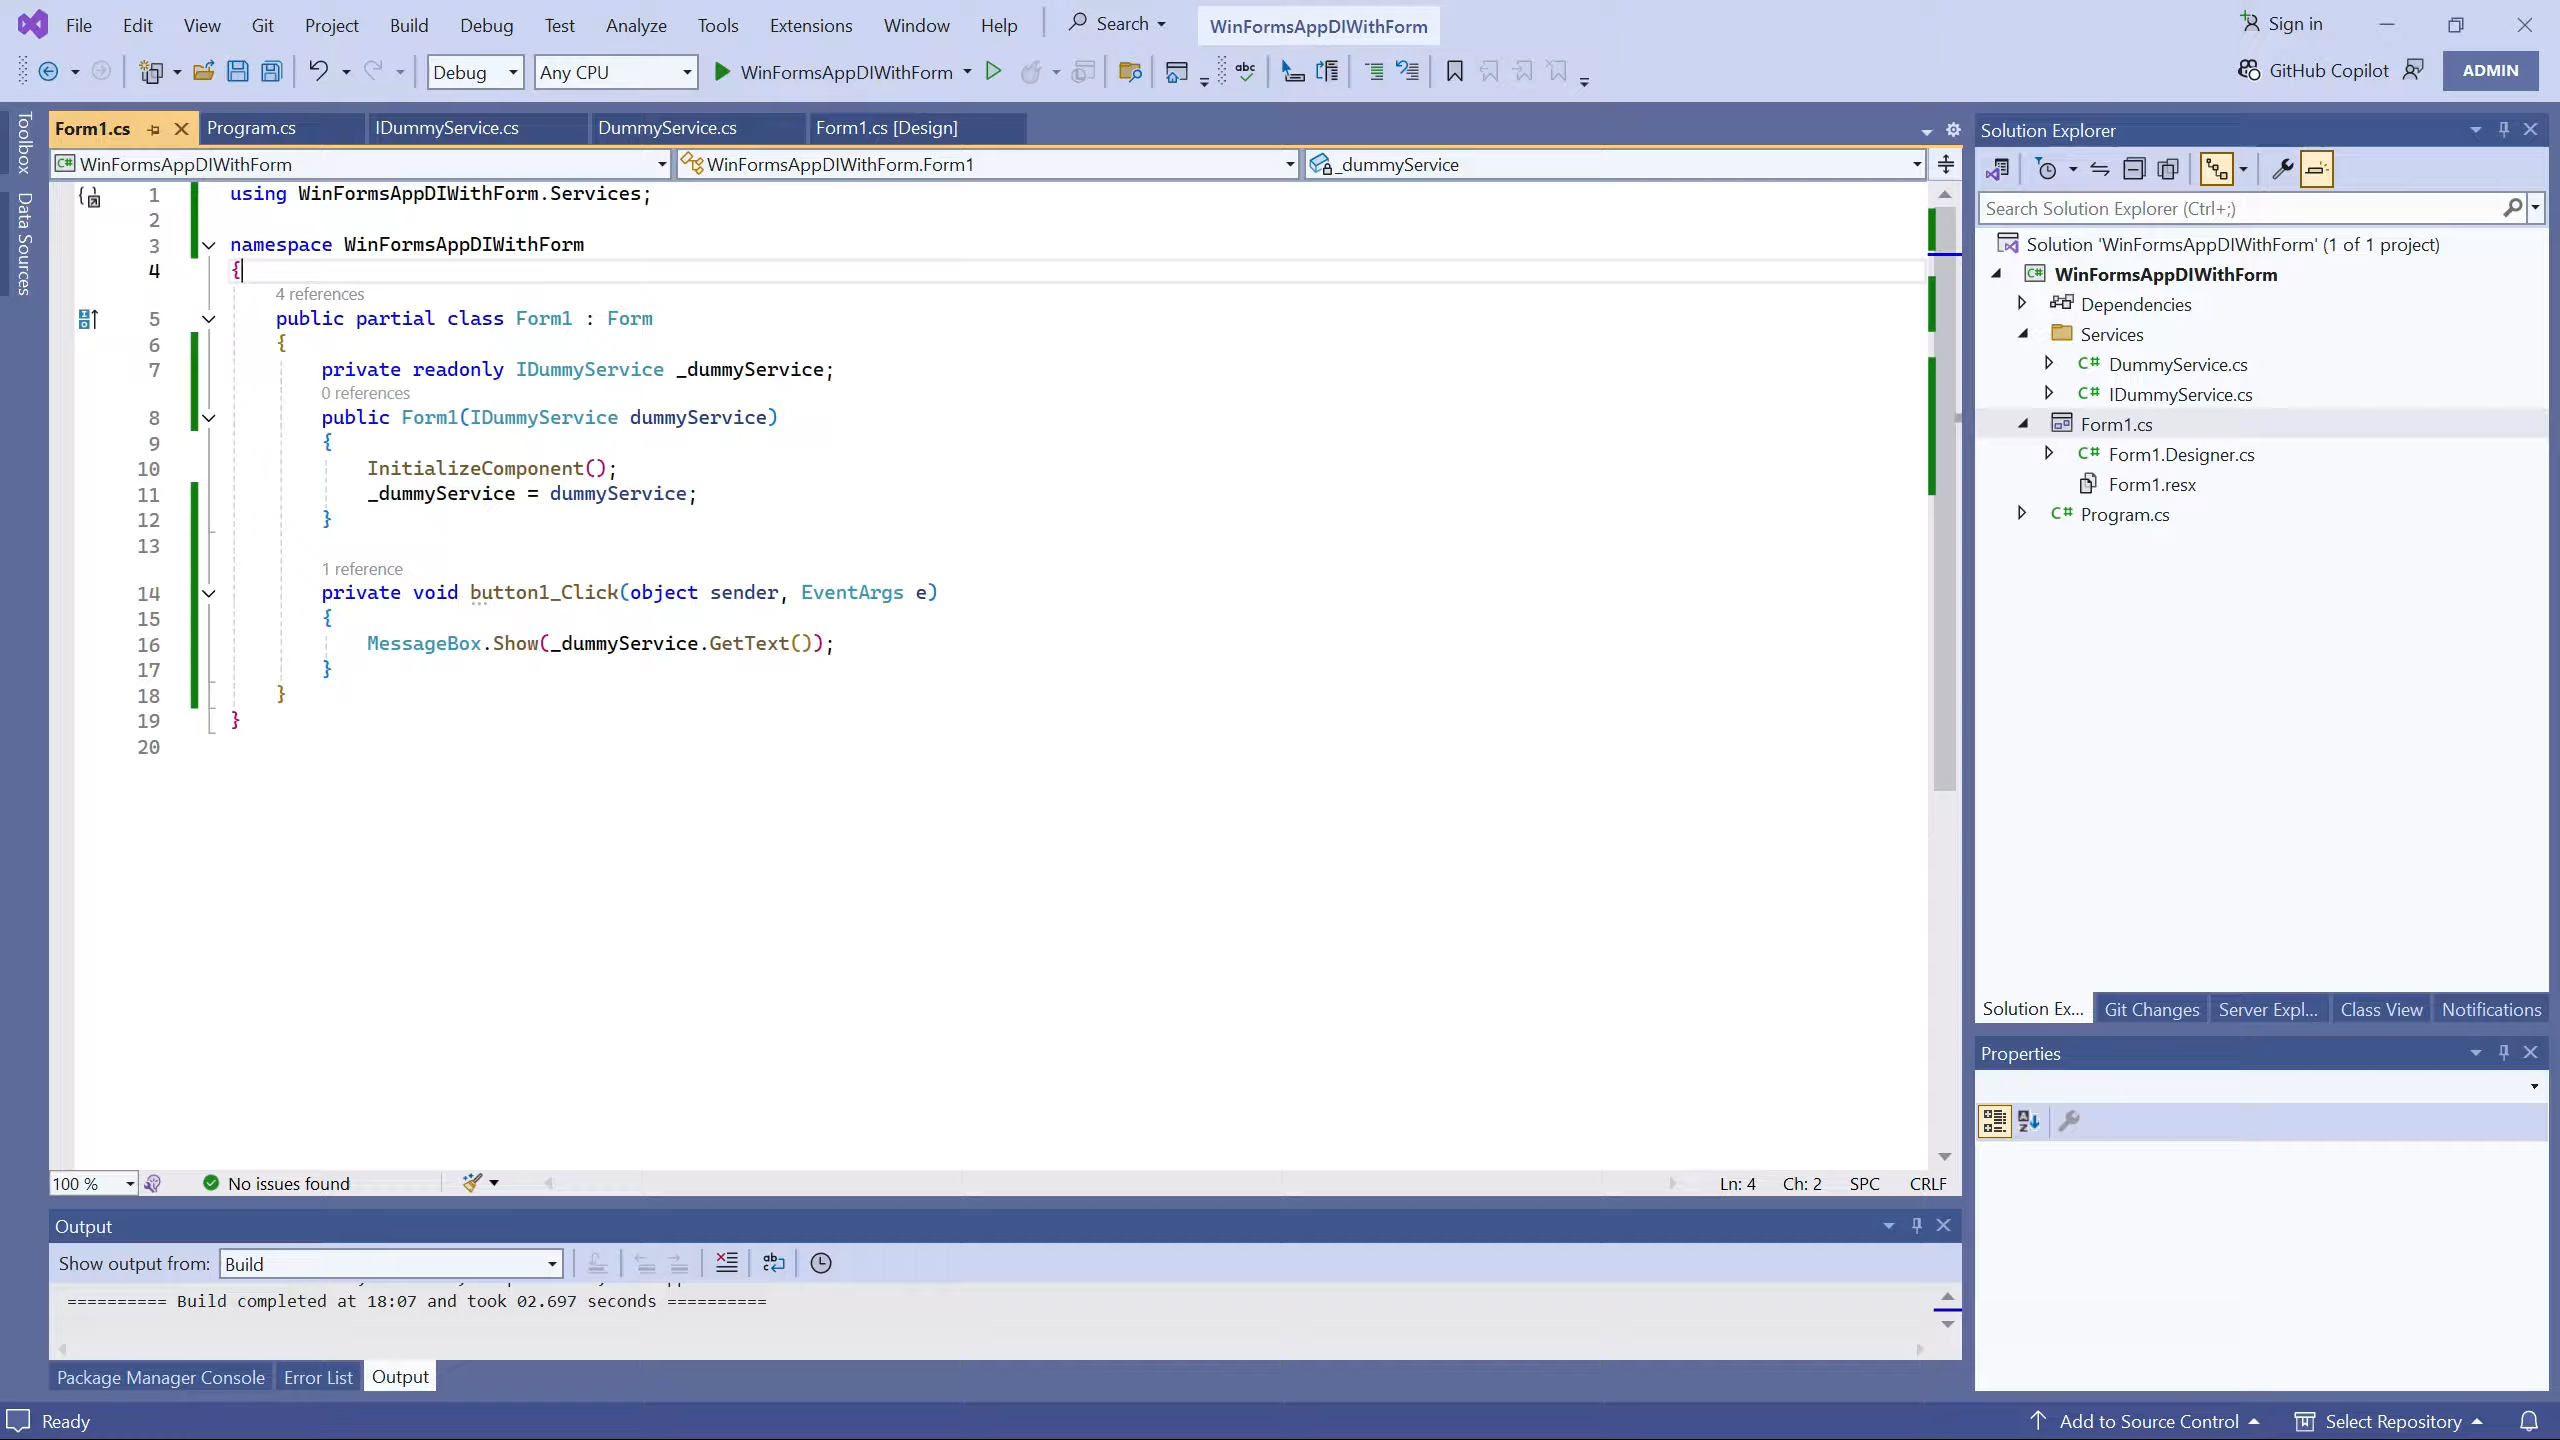 File Edit View Git Project Build Debug Test Analyze Tools Extensions Window Help Search WinFormsAppDIWithForm Sign in
Debug Any CPU WinFormsAppDIWithForm GitHub Copilot ADMIN
Toolbox
Data Sources
Form1.cs Program.cs IDummyService.cs DummyService.cs Form1.cs [Design]
WinFormsAppDIWithForm WinFormsAppDIWithForm.Form1 _dummyService
1 using WinFormsAppDIWithForm.Services;
2
3 namespace WinFormsAppDIWithForm
4 {
4 references
5 public partial class Form1 : Form
6 {
7 private readonly IDummyService _dummyService;
0 references
8 public Form1(IDummyService dummyService)
9 {
10 InitializeComponent();
11 _dummyService = dummyService;
12 }
13
1 reference
14 private void button1_Click(object sender, EventArgs e)
15 {
16 MessageBox.Show(_dummyService.GetText());
17 }
18 }
19 }
20
100 % No issues found Ln: 4 Ch: 2 SPC CRLF
Output
Show output from: Build
========== Build completed at 18:07 and took 02.697 seconds ==========
Package Manager Console Error List Output
Solution Explorer
Search Solution Explorer (Ctrl+;)
Solution 'WinFormsAppDIWithForm' (1 of 1 project)
WinFormsAppDIWithForm
Dependencies
Services
C# DummyService.cs
C# IDummyService.cs
Form1.cs
C# Form1.Designer.cs
Form1.resx
C# Program.cs
Solution Ex... Git Changes Server Expl... Class View Notifications
Properties
Ready Add to Source Control Select Repository